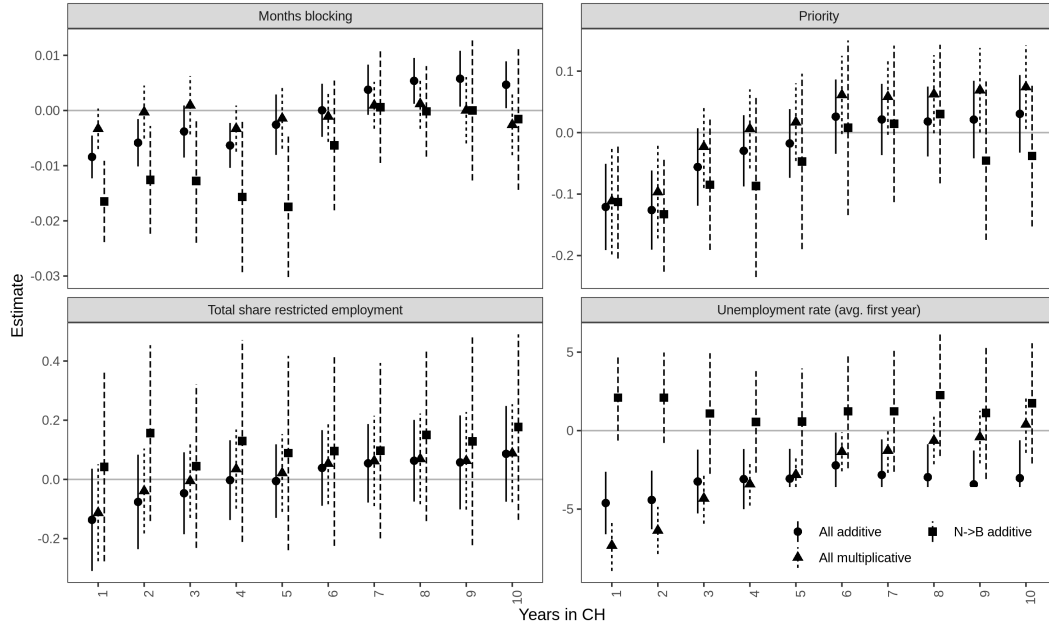 Months blocking
Priority
0.01
0.00
-0.01
-0.02
-0.03
0.1
0.0
-0.1
-0.2
Estimate
Total share restricted employment
Unemployment rate (avg. first year)
0.4
0.2
0.0
-0.2
5
0
-5
All additive
N->B additive
All multiplicative
1 2 3 4 5 6 7 8 9 10
1 2 3 4 5 6 7 8 9 10
Years in CH